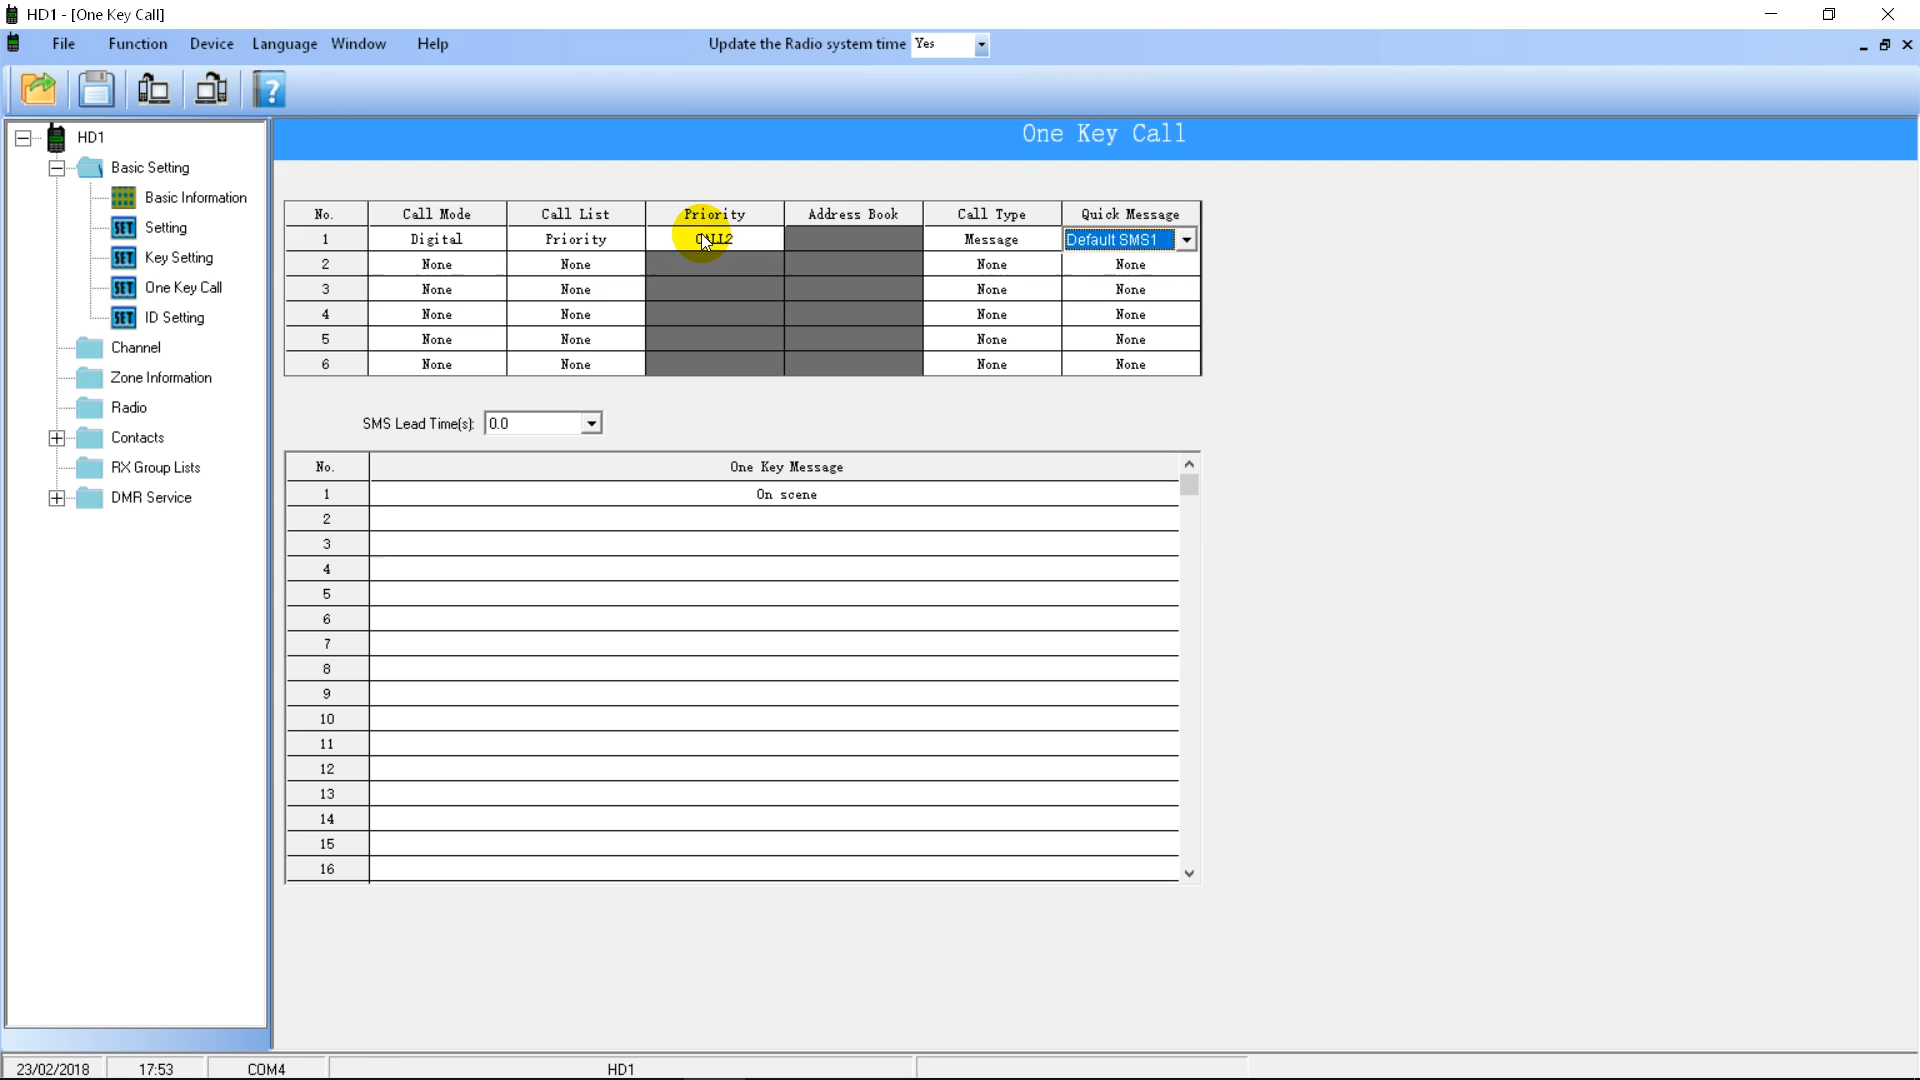 HD1 - [One Key Call]
File Function Device Language Window Help Update the Radio system time Yes
HD1
Basic Setting
Basic Information
SET Setting
SET Key Setting
SET One Key Call
SET ID Setting
Channel
Zone Information
Radio
Contacts
RX Group Lists
DMR Service
One Key Call
No. Call Mode Call List Priority Address Book Call Type Quick Message
1 Digital Priority CALL2 Message Default SMS1
2 None None None None
3 None None None None
4 None None None None
5 None None None None
6 None None None None
SMS Lead Time(s): 0.0
No. One Key Message
1 On scene
2
3
4
5
6
7
8
9
10
11
12
13
14
15
16
23/02/2018 17:53 COM4 HD1